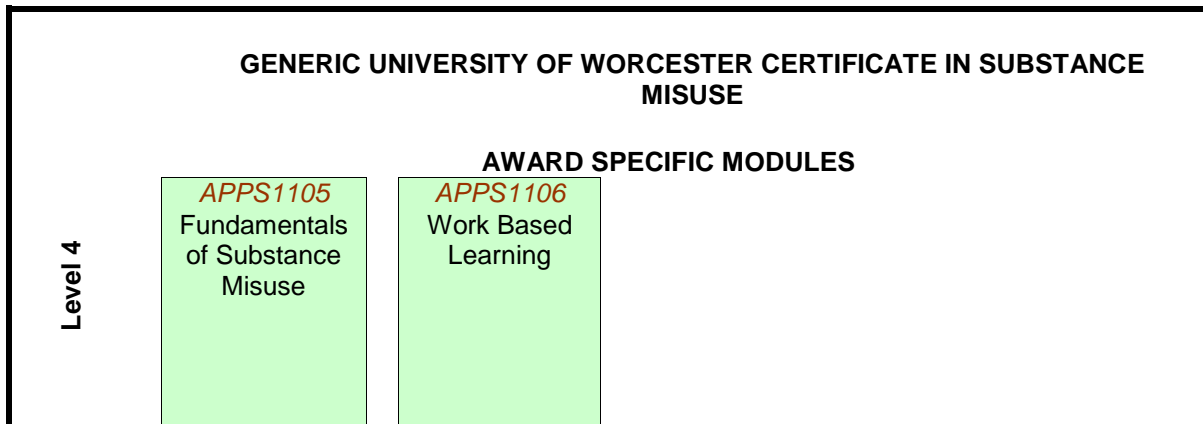 GENERIC UNIVERSITY OF WORCESTER CERTIFICATE IN SUBSTANCE
MISUSE
AWARD SPECIFIC MODULES
Level 4
APPS1105
Fundamentals
of Substance
Misuse
APPS1106
Work Based
Learning